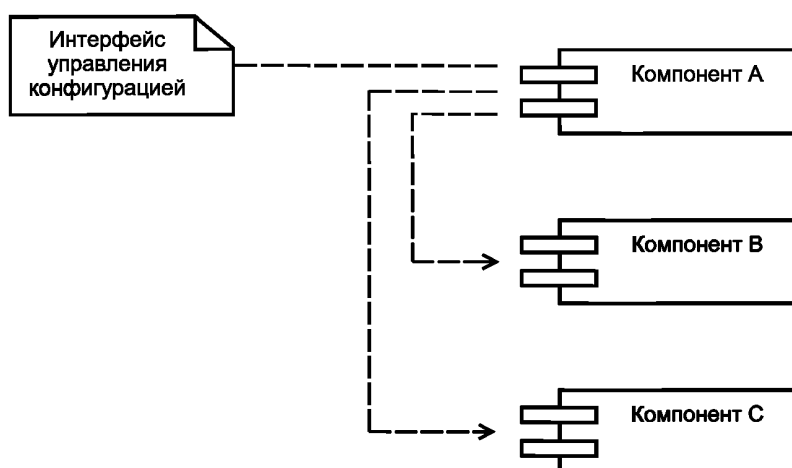 Интерфейс
управления
конфигурацией
Компонент A
Компонент B
Компонент C